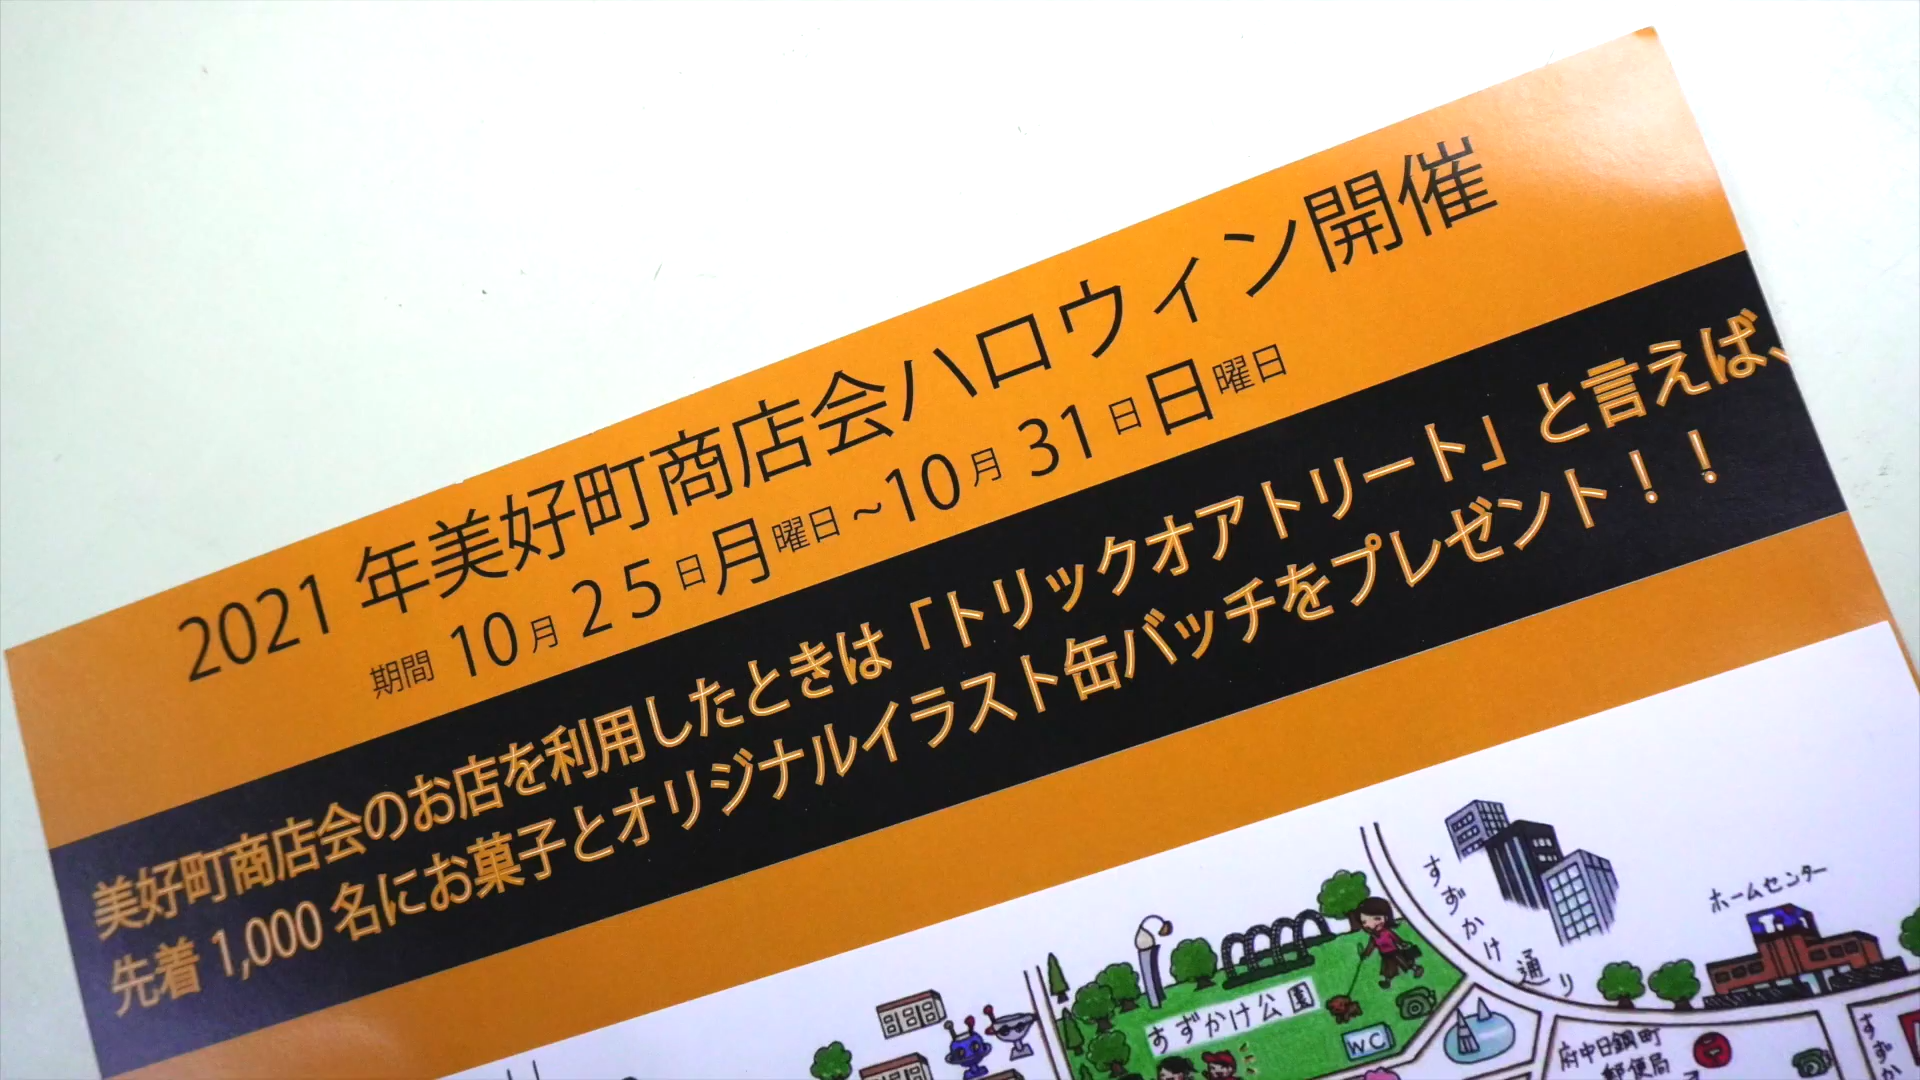 2021 年美好町商店会ハロウィン開催
期間 10月25日月曜日～10月31日日曜日
美好町商店会のお店を利用したときは「トリックオアトリート」と言えば、
先着 1,000 名にお菓子とオリジナルイラスト缶バッチをプレゼント！！
すずかけ通り
ホームセンター
すずかけ公園
WC
府中日鋼町
郵便局
すずか